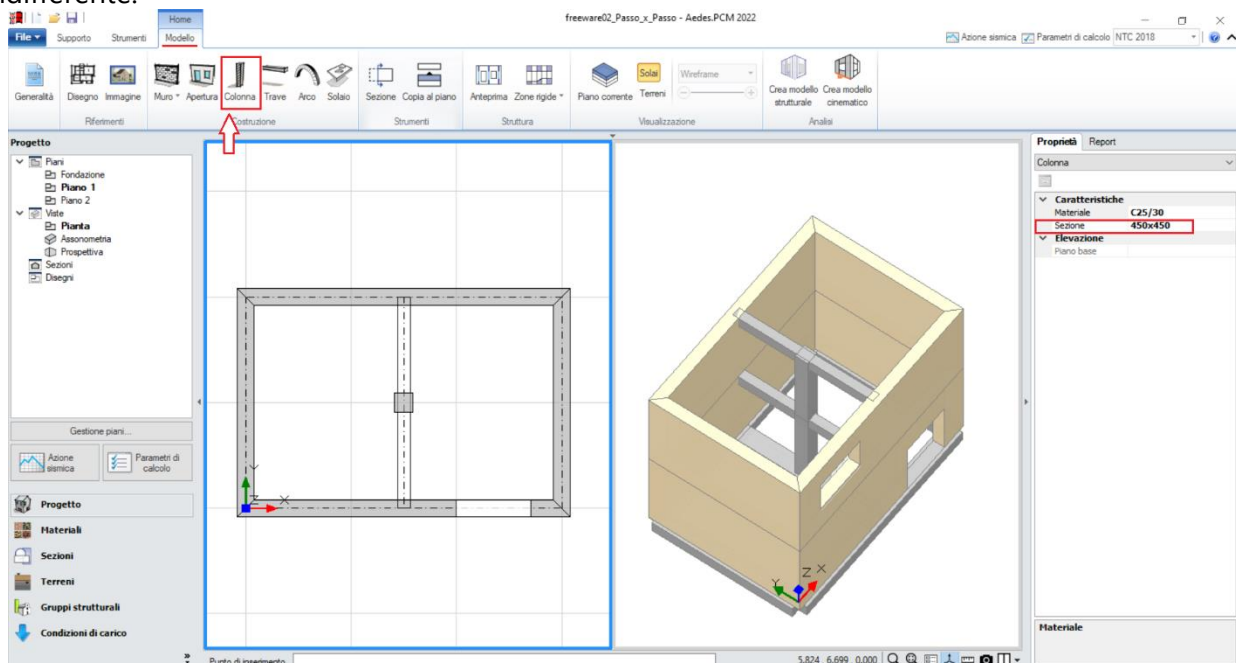 indifferente.
Home
freeware02_Passo_x_Passo - Aedes.PCM 2022
File
Supporto
Strumenti
Modello
Azione sismica
Parametri di calcolo
NTC 2018
Generalità
Disegno
Immagine
Muro
Apertura
Colonna
Trave
Arco
Solaio
Sezione
Copia al piano
Anteprima
Zone rigide
Piano corrente
Solai
Terreni
Wireframe
Crea modello strutturale
Crea modello cinematico
Riferimenti
Costruzione
Strumenti
Struttura
Visualizzazione
Analisi
Progetto
Piani
Fondazione
Piano 1
Piano 2
Viste
Pianta
Assonometria
Prospettiva
Sezioni
Disegni
Gestione piani...
Azione sismica
Parametri di calcolo
Progetto
Materiali
Sezioni
Terreni
Gruppi strutturali
Condizioni di carico
Y
Z X
Y Z X
Proprietà Report
Colonna
Caratteristiche
Materiale C25/30
Sezione 450x450
Elevazione
Piano base
Materiale
Punto di inserimento
5.824 6.699 0.000